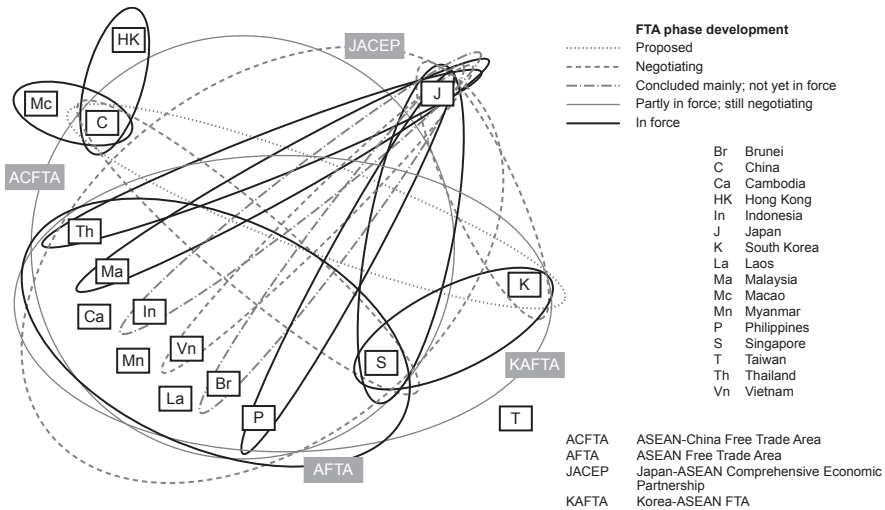 HK
JACEP
Mc
C
J
ACFTA
Th
Ma
K
Ca
In
Mn
Vn
S
KAFTA
Br
La
P
T
AFTA
FTA phase development
Proposed
Negotiating
Concluded mainly; not yet in force
Partly in force; still negotiating
In force
Br Brunei
C China
Ca Cambodia
HK Hong Kong
In Indonesia
J Japan
K South Korea
La Laos
Ma Malaysia
Mc Macao
Mn Myanmar
P Philippines
S Singapore
T Taiwan
Th Thailand
Vn Vietnam
ACFTA ASEAN-China Free Trade Area
AFTA ASEAN Free Trade Area
JACEP Japan-ASEAN Comprehensive Economic
Partnership
KAFTA Korea-ASEAN FTA